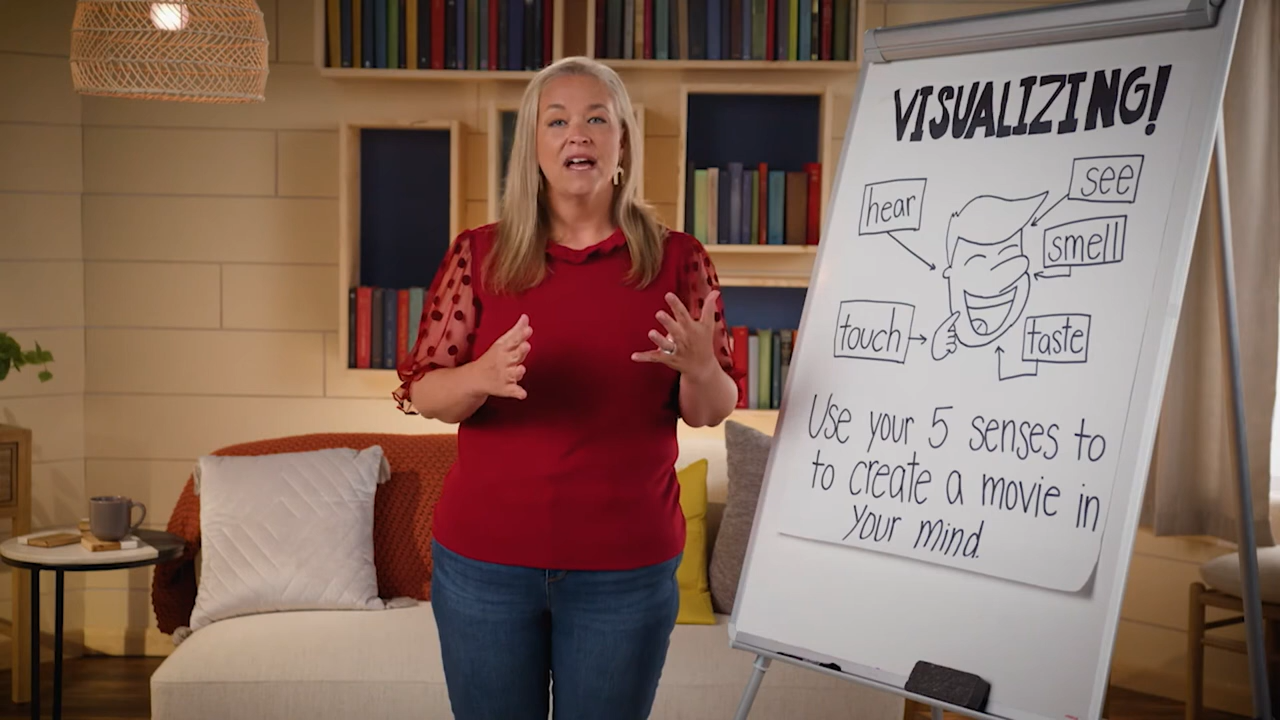 VISUALIZING!
see
hear
smell
touch
taste
Use your 5 senses to
to create a movie in
your mind.